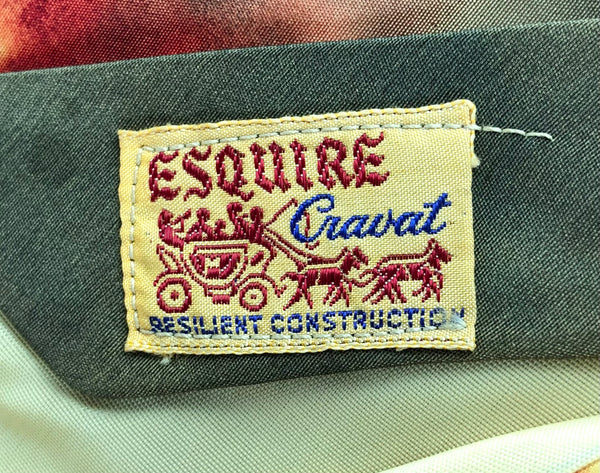 ESQUIRE
Cravat
RESILIENT CONSTRUCTION